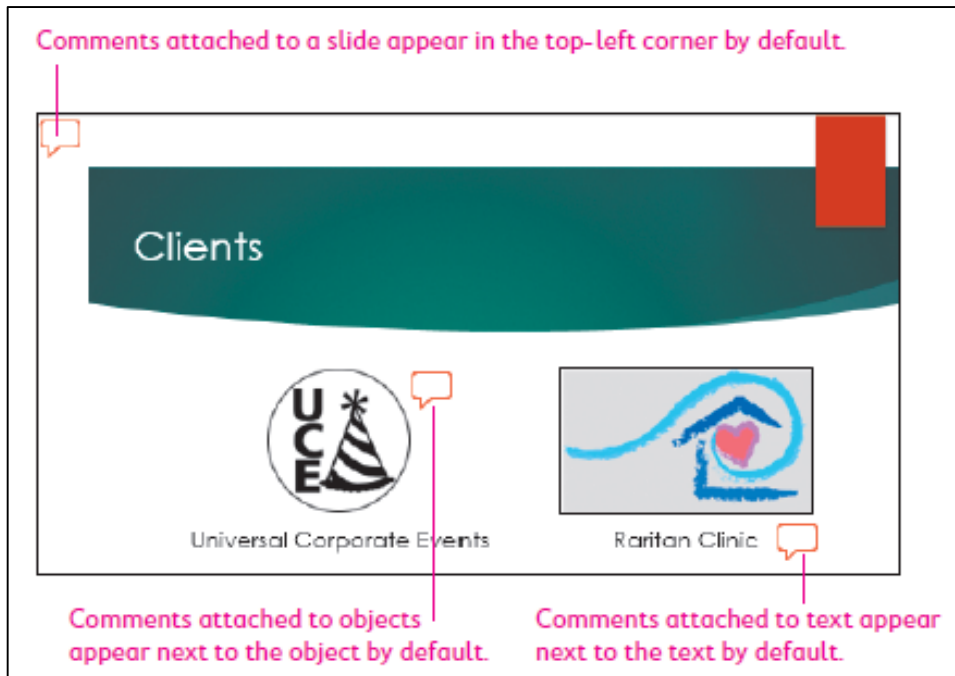 Comments attached to a slide appear in the top-left corner by default.
Clients
UCE
Universal Corporate Events
Raritan Clinic
Comments attached to objects
appear next to the object by default.
Comments attached to text appear
next to the text by default.